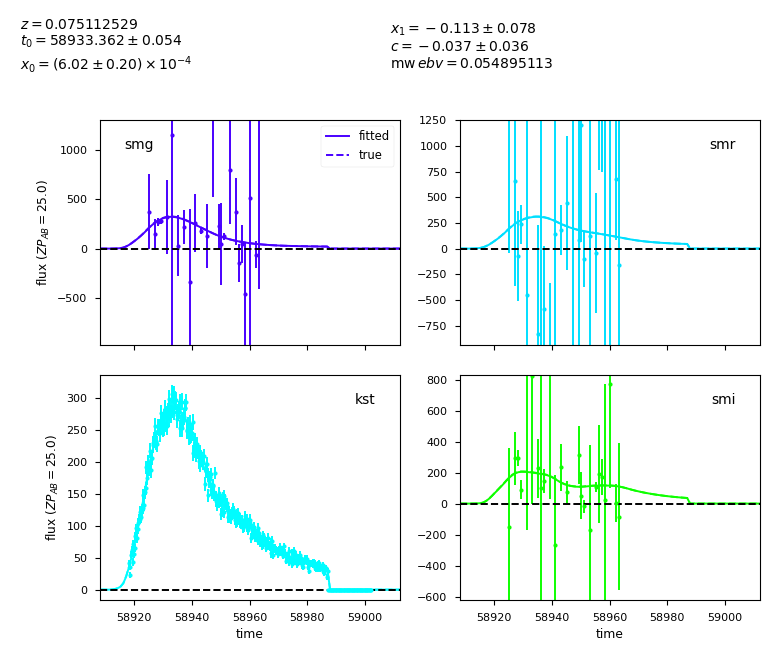 z = 0.075112529
t₀ = 58933.362 ± 0.054
x₀ = (6.02 ± 0.20) × 10⁻⁴
x₁ = −0.113 ± 0.078
c = −0.037 ± 0.036
mwebv = 0.054895113
smg
fitted
true
1000
500
0
−500
flux (ZP_AB = 25.0)
smr
1250
1000
750
500
250
0
−250
−500
−750
kst
300
250
200
150
100
50
0
flux (ZP_AB = 25.0)
58920 58940 58960 58980 59000
time
smi
800
600
400
200
0
−200
−400
−600
58920 58940 58960 58980 59000
time